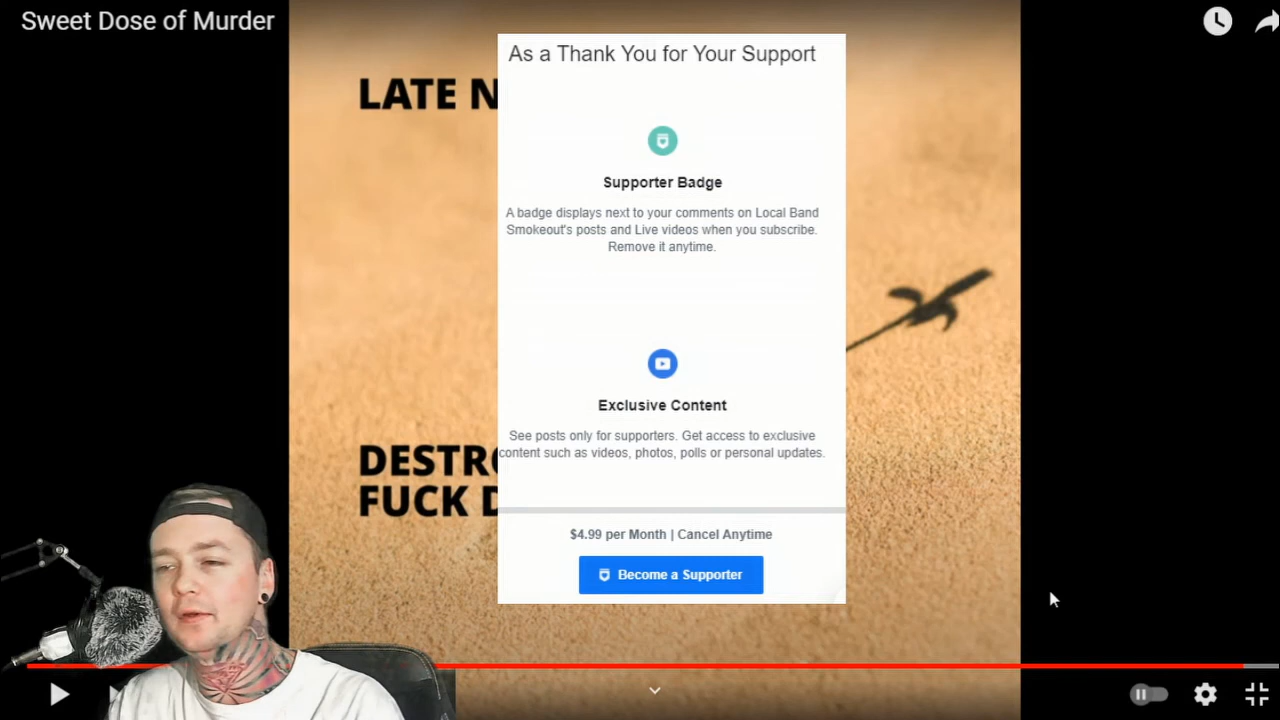 Sweet Dose of Murder
LATE N
As a Thank You for Your Support
Supporter Badge
A badge displays next to your comments on Local Band
Smokeout's posts and Live videos when you subscribe.
Remove it anytime.
Exclusive Content
See posts only for supporters. Get access to exclusive
content such as videos, photos, polls or personal updates.
DESTR
FUCK D
$4.99 per Month | Cancel Anytime
Become a Supporter